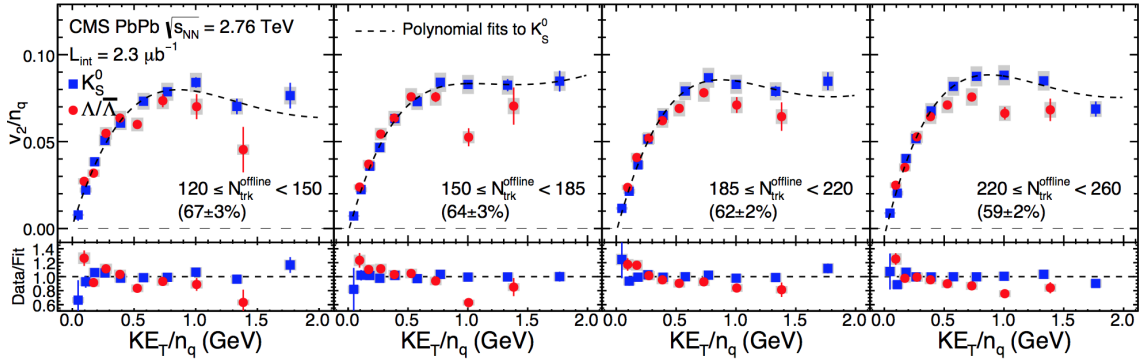 CMS PbPb √s_NN = 2.76 TeV
L_int = 2.3 μb⁻¹
K⁰_S
Λ/Λ̅
Polynomial fits to K⁰_S
v₂/n_q
0.10
0.05
0.00
120 ≤ N_trk^offline < 150
(67±3%)
150 ≤ N_trk^offline < 185
(64±3%)
185 ≤ N_trk^offline < 220
(62±2%)
220 ≤ N_trk^offline < 260
(59±2%)
Data/Fit
1.4
1.2
1.0
0.8
0.6
0.0 0.5 1.0 1.5 2.0 0.0 0.5 1.0 1.5 2.0 0.0 0.5 1.0 1.5 2.0 0.0 0.5 1.0 1.5 2.0
KE_T/n_q (GeV) KE_T/n_q (GeV) KE_T/n_q (GeV) KE_T/n_q (GeV)